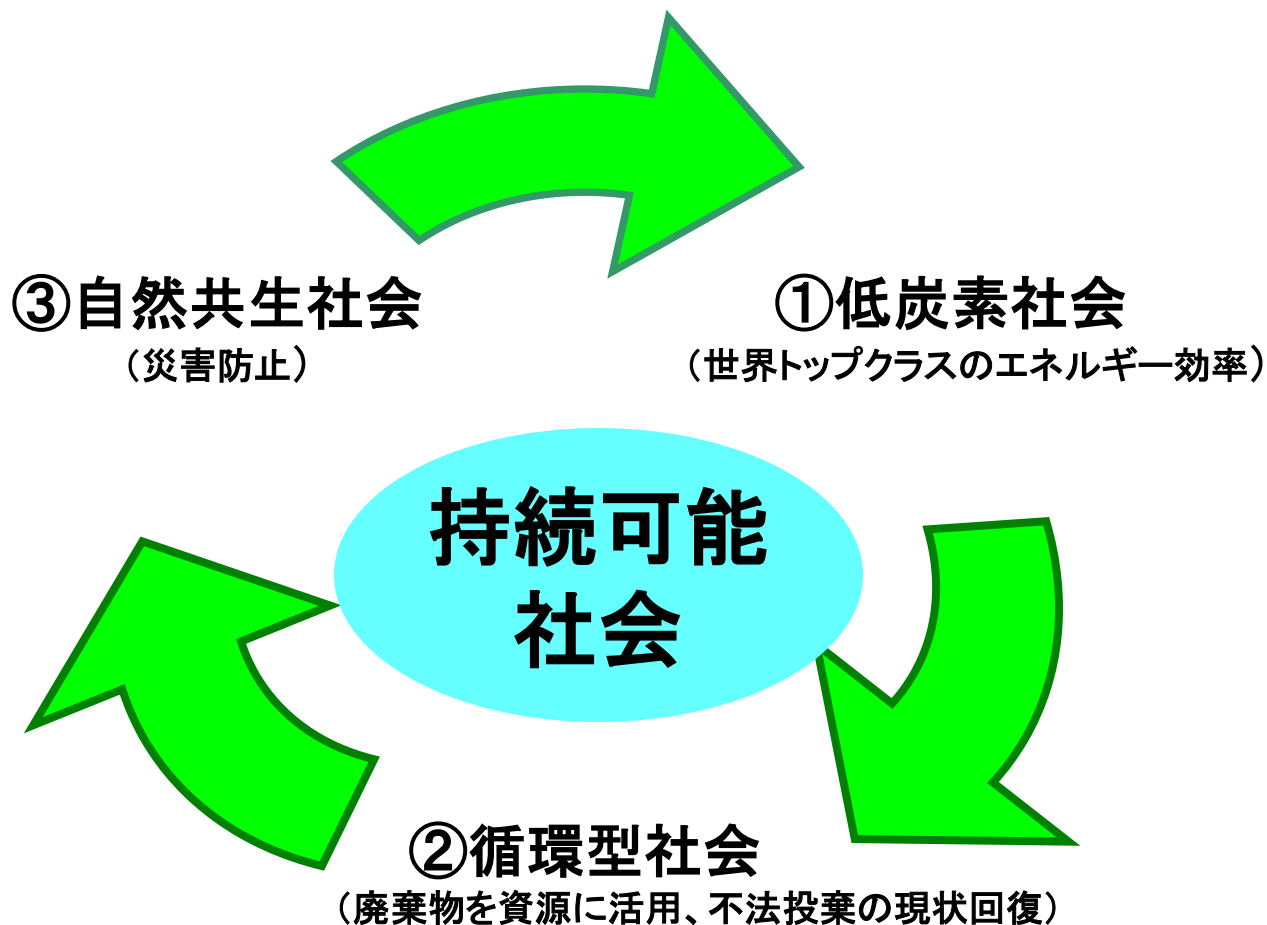 ③自然共生社会
（災害防止）
①低炭素社会
（世界トップクラスのエネルギー効率）
持続可能
社会
②循環型社会
（廃棄物を資源に活用、不法投棄の現状回復）